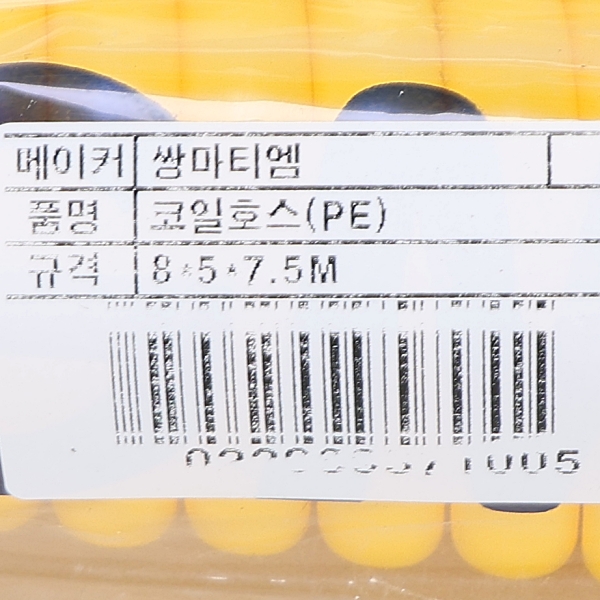 메이커 쌍마티엠
품명 코일호스(PE)
규격 8*5*7.5M